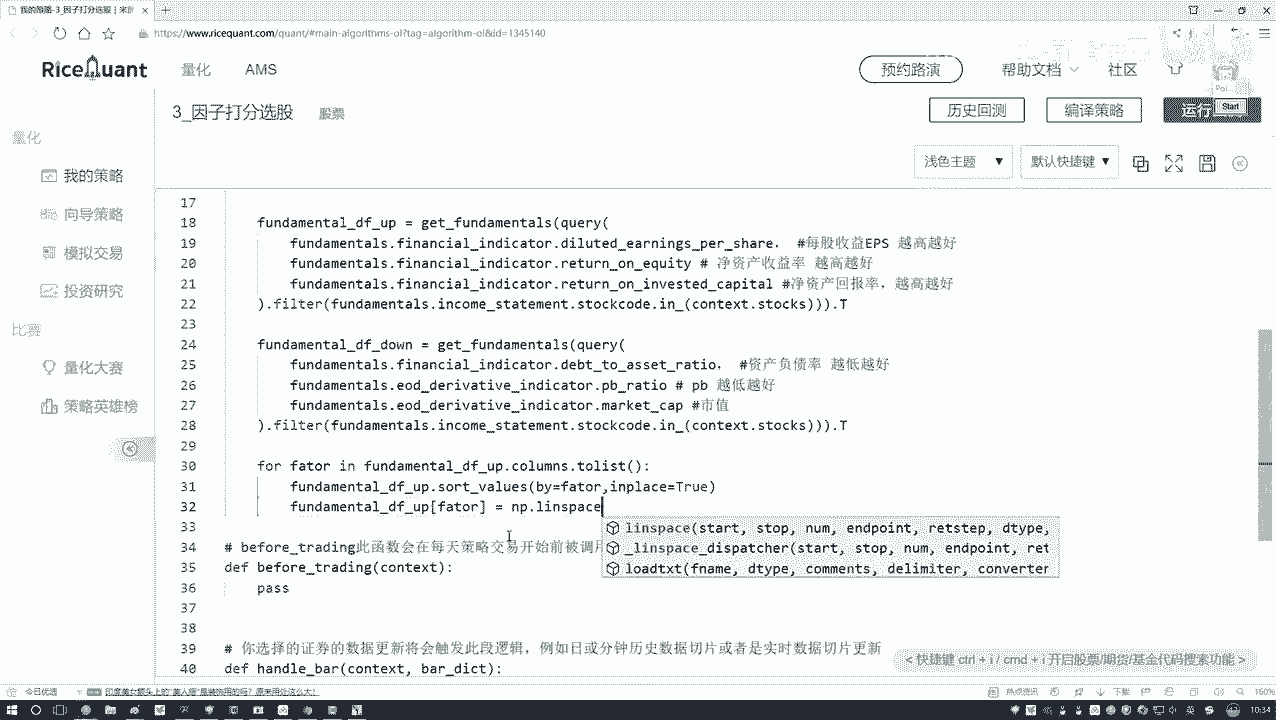 我的策略-3_因子打分选股 | 米
https://www.ricequant.com/quant/#main-algorithms-ol?tag=algorithm-ol&id=1345140
RiceQuant 量化 AMS 预约路演 帮助文档 社区
3_因子打分选股 股票 历史回测 编译策略 运行 Start
量化
浅色主题 默认快捷键
我的策略
向导策略
模拟交易
投资研究
比赛
量化大赛
策略英雄榜
17
18 fundamental_df_up = get_fundamentals(query(
19 fundamentals.financial_indicator.diluted_earnings_per_share, #每股收益EPS 越高越好
20 fundamentals.financial_indicator.return_on_equity # 净资产收益率 越高越好
21 fundamentals.financial_indicator.return_on_invested_capital #净资产回报率，越高越好
22 ).filter(fundamentals.income_statement.stockcode.in_(context.stocks))).T
23
24 fundamental_df_down = get_fundamentals(query(
25 fundamentals.financial_indicator.debt_to_asset_ratio, #资产负债率 越低越好
26 fundamentals.eod_derivative_indicator.pb_ratio # pb 越低越好
27 fundamentals.eod_derivative_indicator.market_cap #市值
28 ).filter(fundamentals.income_statement.stockcode.in_(context.stocks))).T
29
30 for fator in fundamental_df_up.columns.tolist():
31 fundamental_df_up.sort_values(by=fator,inplace=True)
32 fundamental_df_up[fator] = np.linspace
linspace(start, stop, num, endpoint, retstep, dtype,
_linspace_dispatcher(start, stop, num, endpoint, ret
loadtxt(fname, dtype, comments, delimiter, converter
33
34 # before_trading此函数会在每天策略交易开始前被调用
35 def before_trading(context):
36 pass
37
38
39 # 你选择的证券的数据更新将会触发此段逻辑，例如日或分钟历史数据切片或者是实时数据切片更新
40 def handle_bar(context, bar_dict):
< 快捷键 ctrl + i / cmd + i 开启股票/期货/基金代码搜索功能 >
今日优选
热点资讯 下载 160%
英 10:34